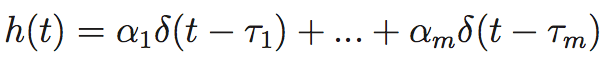 h(t) = α₁δ(t − τ₁) + ... + αₘδ(t − τₘ)